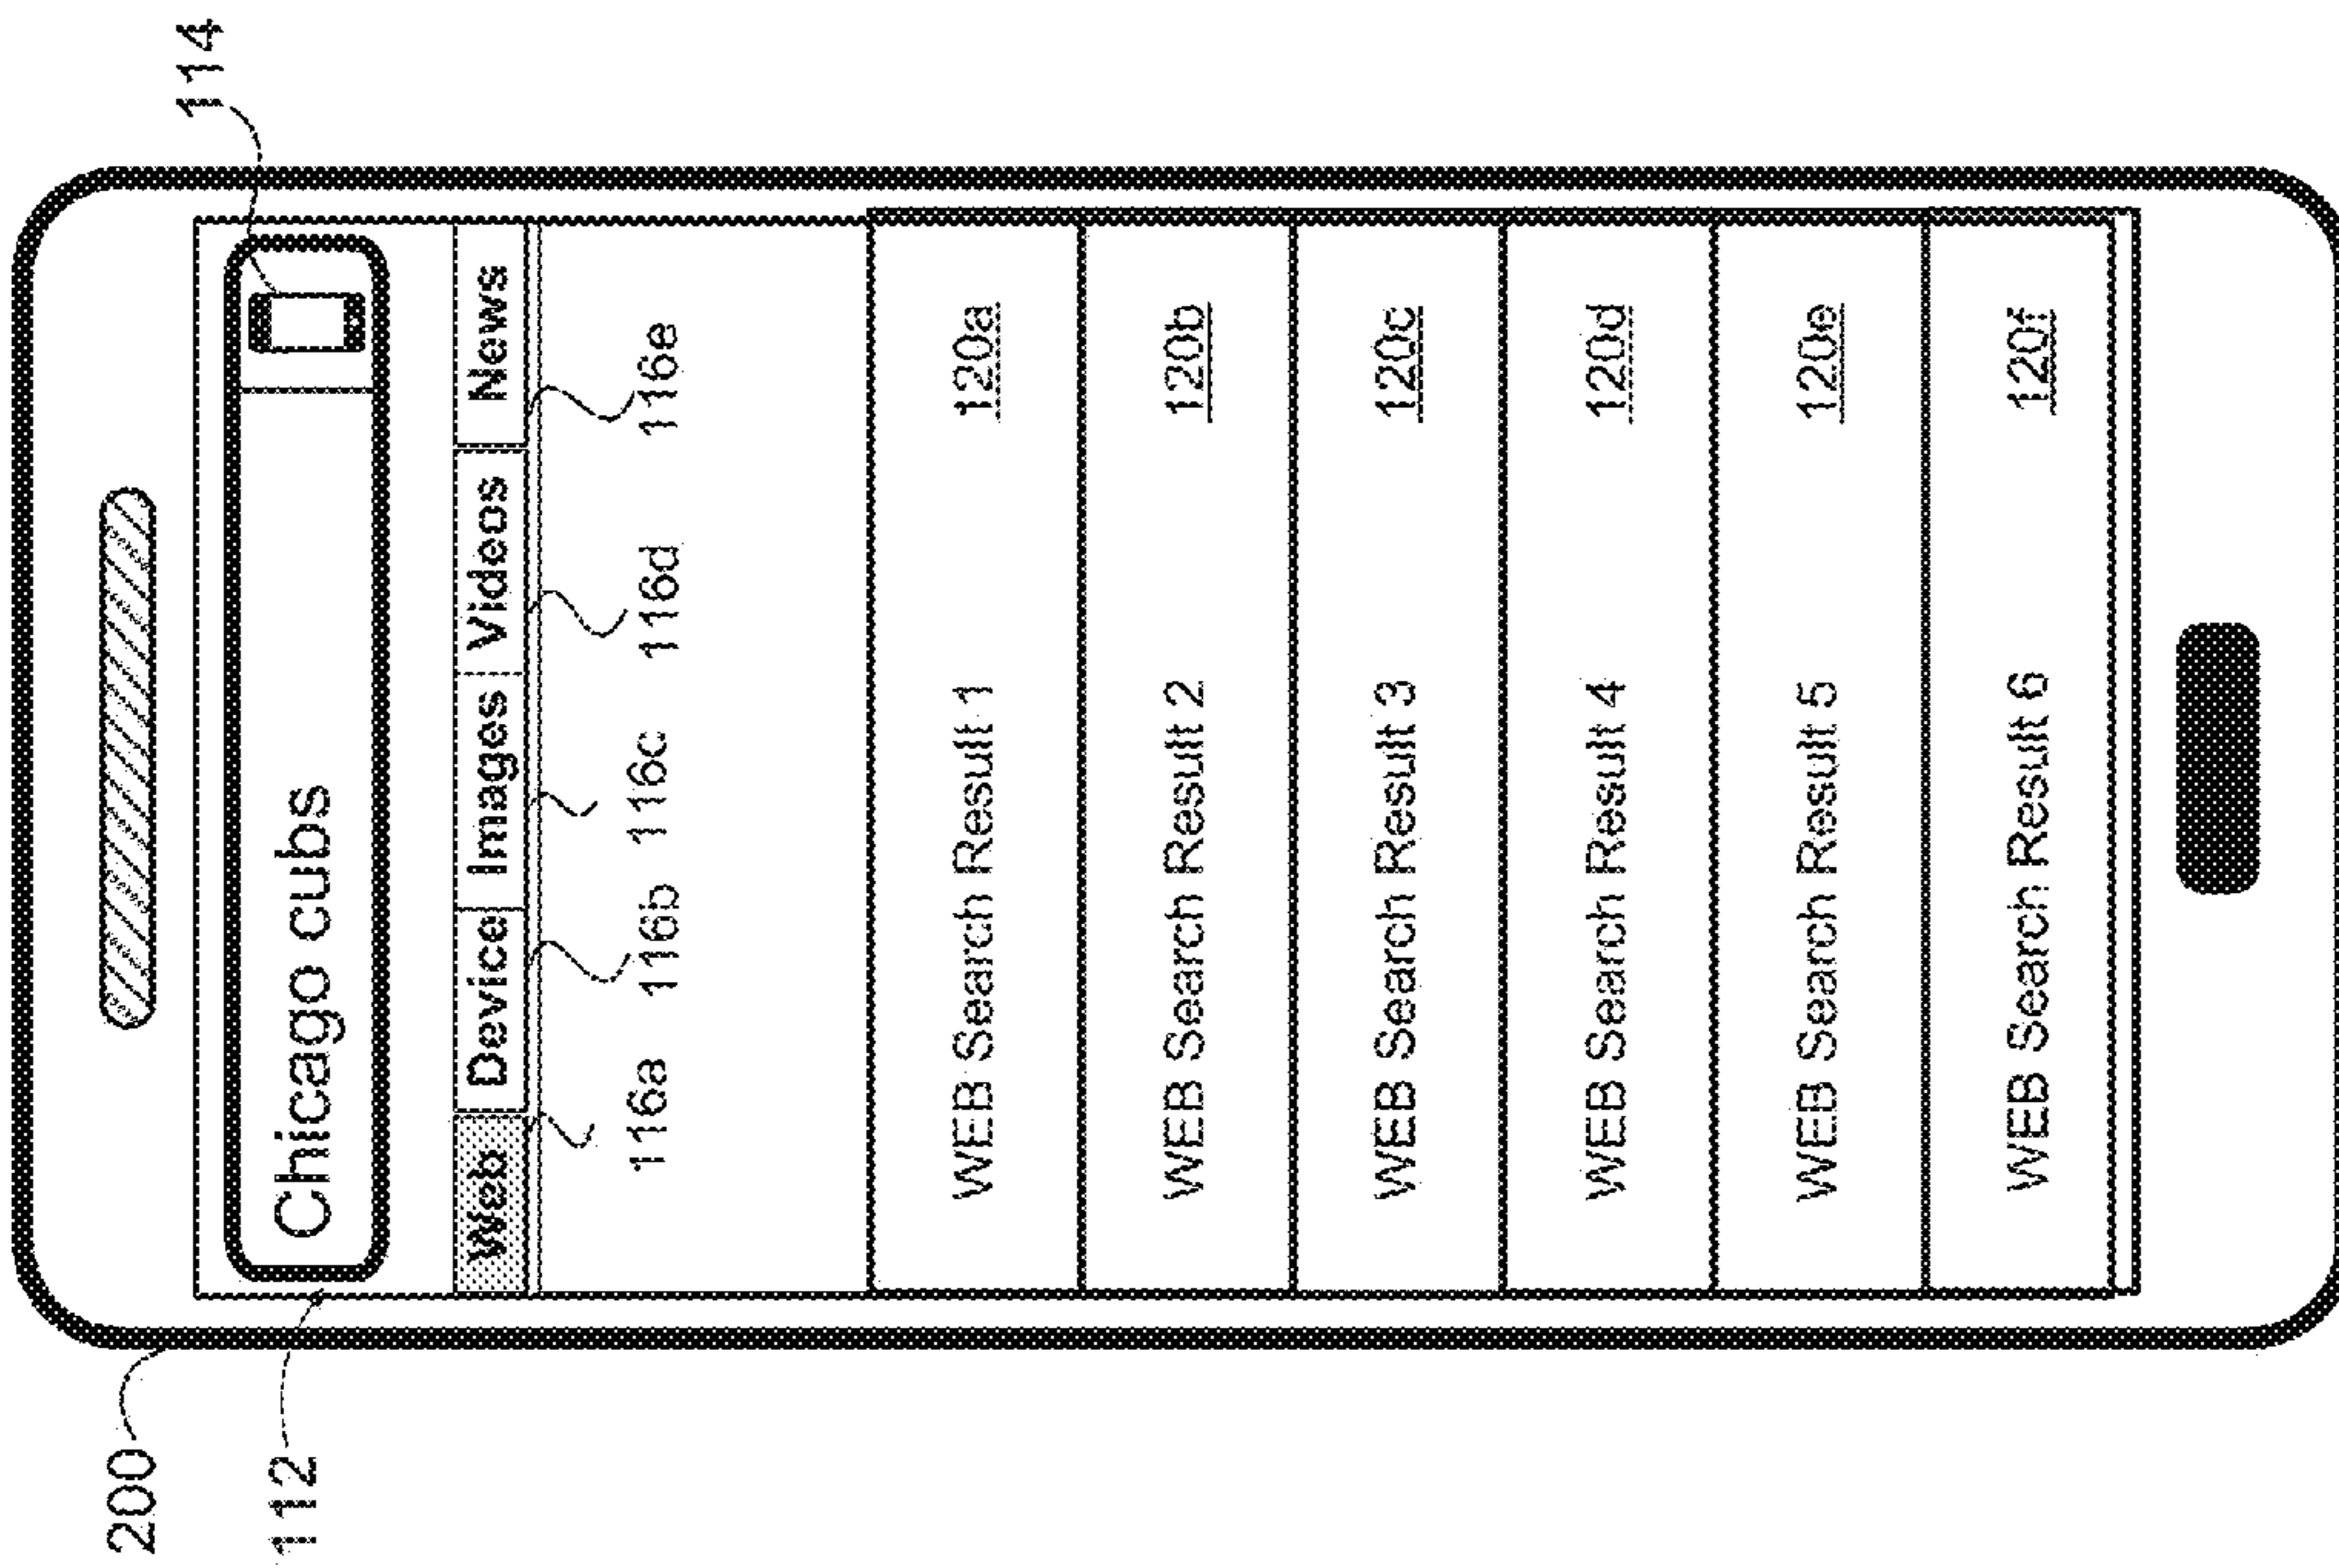 114
200
112
Chicago cubs
Web Device Images Videos News
116a 116b 116c 116d 116e
WEB Search Result 1 120a
WEB Search Result 2 120b
WEB Search Result 3 120c
WEB Search Result 4 120d
WEB Search Result 5 120e
WEB Search Result 6 120f